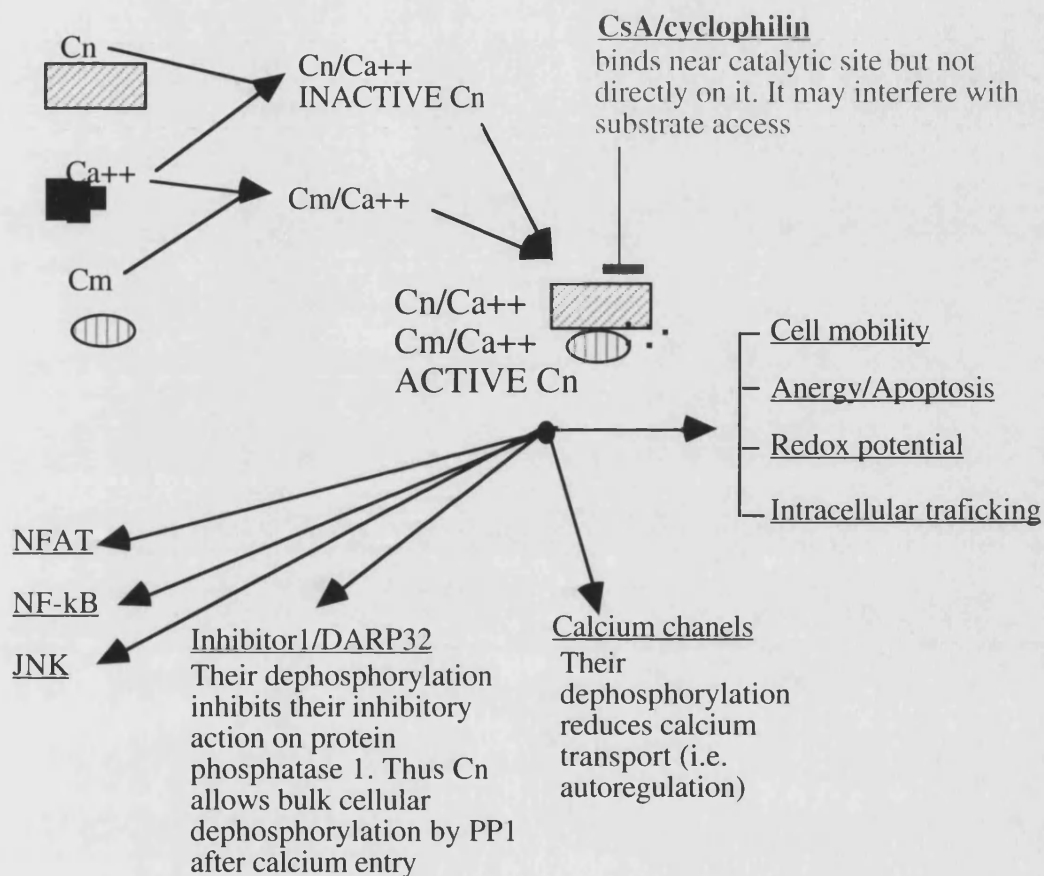 Cn
Cn/Ca++
INACTIVE Cn
CsA/cyclophilin
binds near catalytic site but not
directly on it. It may interfere with
substrate access
Ca++
Cm/Ca++
Cm
Cn/Ca++
Cm/Ca++
ACTIVE Cn
Cell mobility
Anergy/Apoptosis
Redox potential
Intracellular traficking
NFAT
NF-kB
JNK
Inhibitor1/DARP32
Their dephosphorylation
inhibits their inhibitory
action on protein
phosphatase 1. Thus Cn
allows bulk cellular
dephosphorylation by PP1
after calcium entry
Calcium chanels
Their
dephosphorylation
reduces calcium
transport (i.e.
autoregulation)